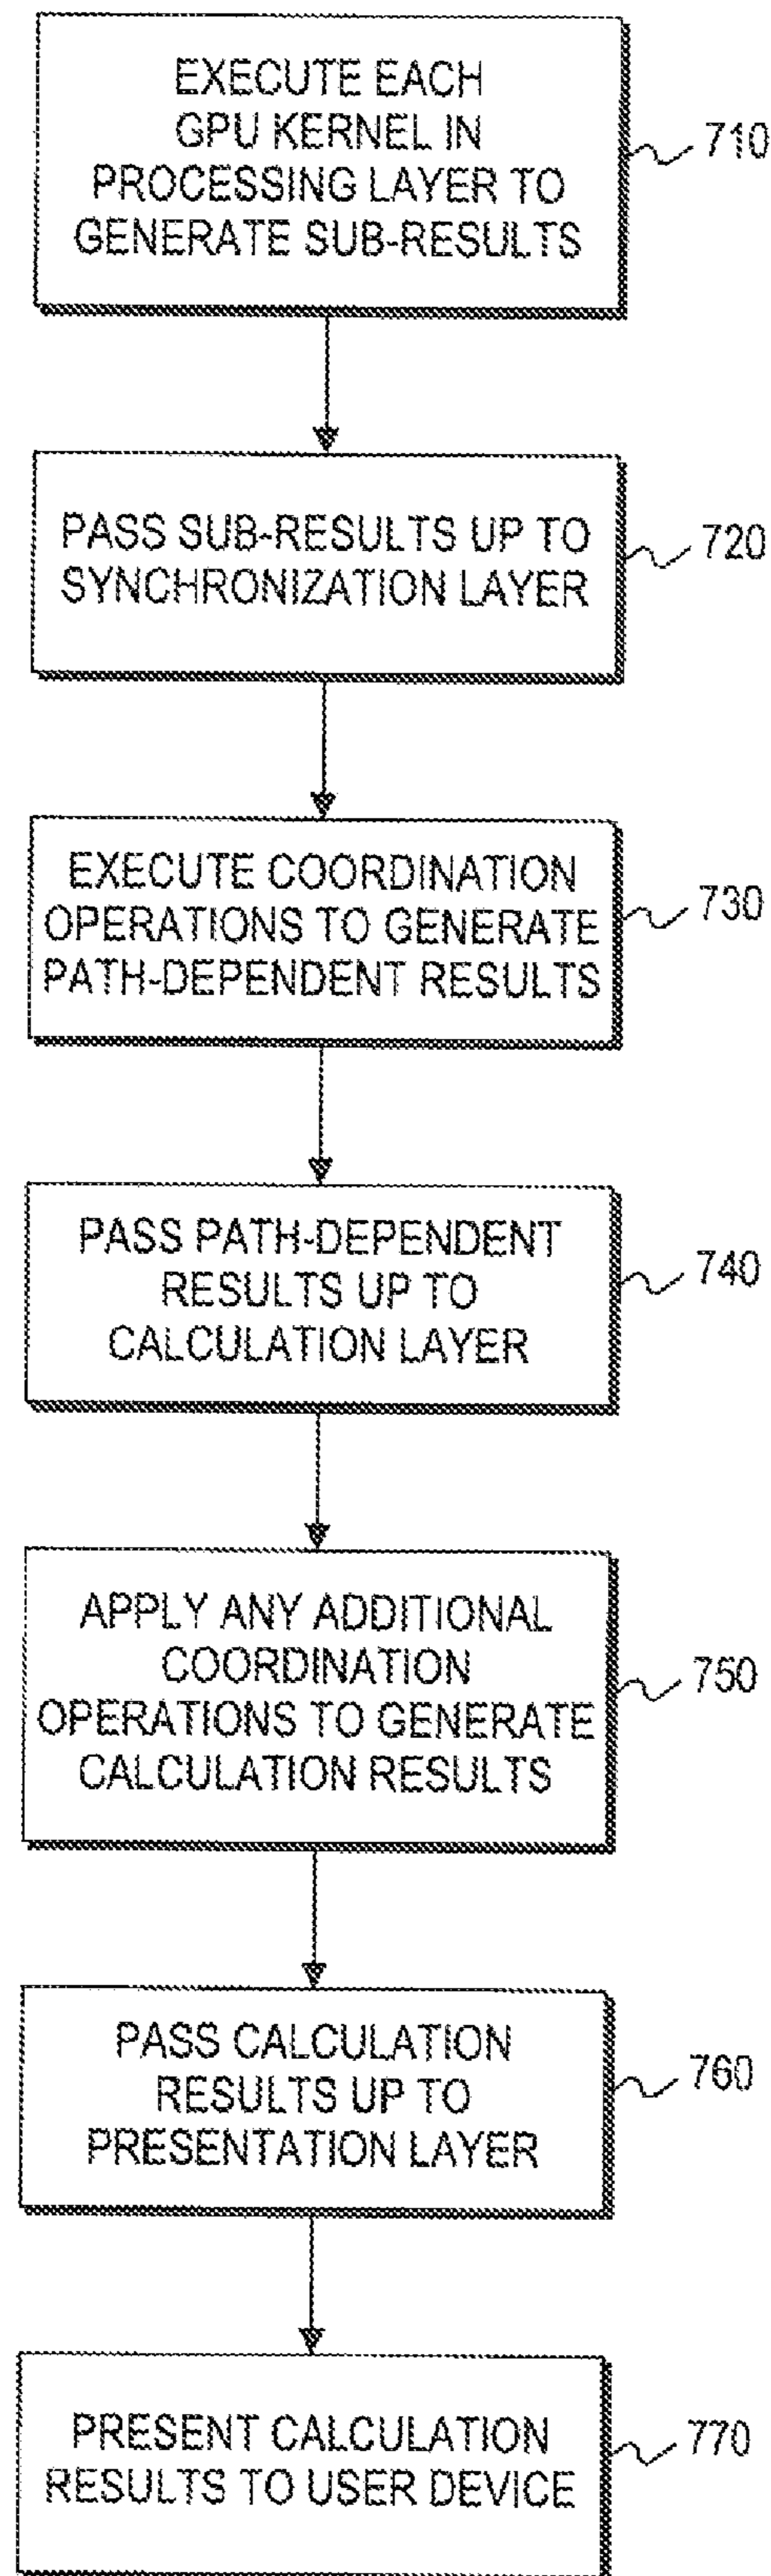 EXECUTE EACH
GPU KERNEL IN
PROCESSING LAYER TO
GENERATE SUB-RESULTS
710
PASS SUB-RESULTS UP TO
SYNCHRONIZATION LAYER
720
EXECUTE COORDINATION
OPERATIONS TO GENERATE
PATH-DEPENDENT RESULTS
730
PASS PATH-DEPENDENT
RESULTS UP TO
CALCULATION LAYER
740
APPLY ANY ADDITIONAL
COORDINATION
OPERATIONS TO GENERATE
CALCULATION RESULTS
750
PASS CALCULATION
RESULTS UP TO
PRESENTATION LAYER
760
PRESENT CALCULATION
RESULTS TO USER DEVICE
770